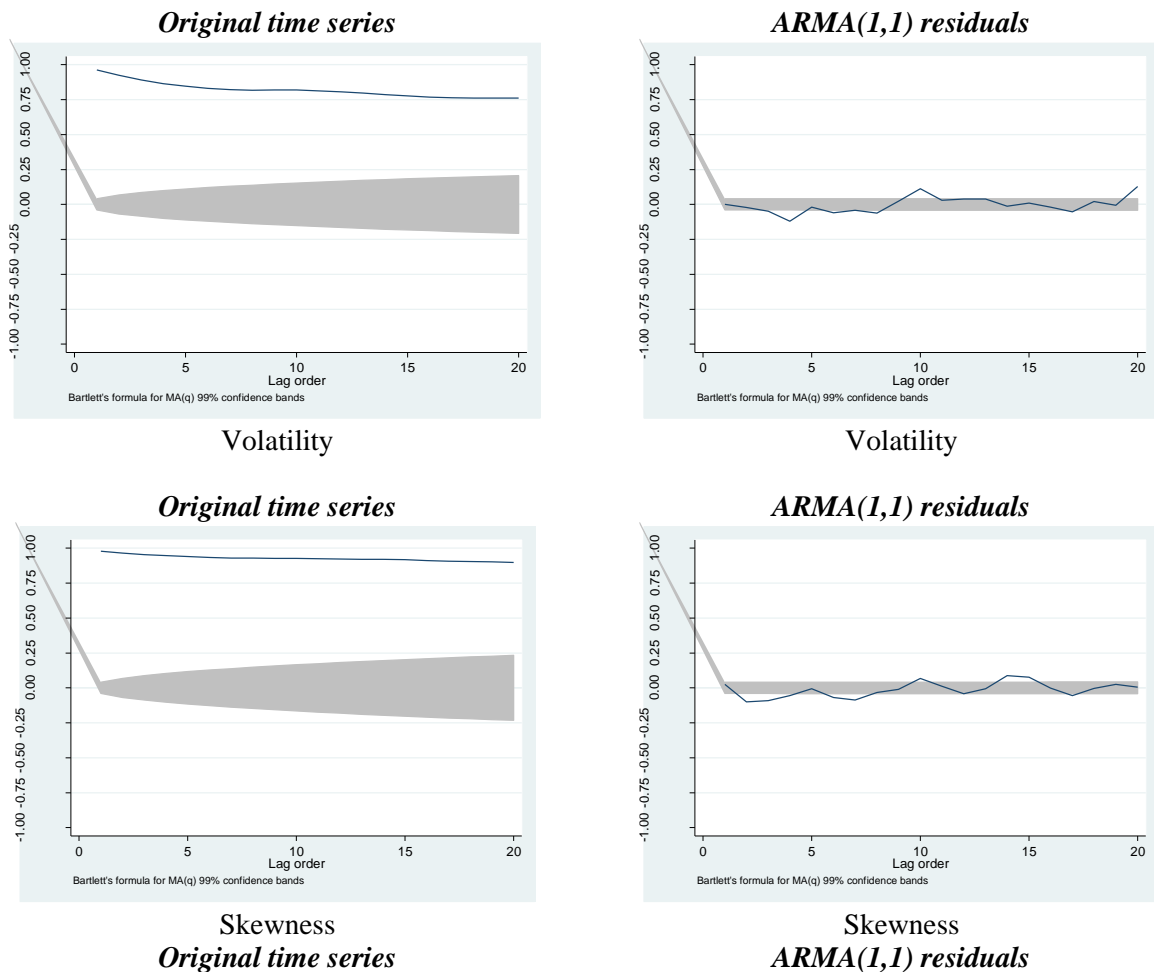 Original time series
ARMA(1,1) residuals
1.00
0.75
0.50
0.25
0.00
-0.25
-0.50
-0.75
-1.00
0 5 10 15 20
Lag order
Bartlett's formula for MA(q) 99% confidence bands
Volatility
1.00
0.75
0.50
0.25
0.00
-0.25
-0.50
-0.75
-1.00
0 5 10 15 20
Lag order
Bartlett's formula for MA(q) 99% confidence bands
Volatility
Original time series
ARMA(1,1) residuals
1.00
0.75
0.50
0.25
0.00
-0.25
-0.50
-0.75
-1.00
0 5 10 15 20
Lag order
Bartlett's formula for MA(q) 99% confidence bands
Skewness
1.00
0.75
0.50
0.25
0.00
-0.25
-0.50
-0.75
-1.00
0 5 10 15 20
Lag order
Bartlett's formula for MA(q) 99% confidence bands
Skewness
Original time series
ARMA(1,1) residuals